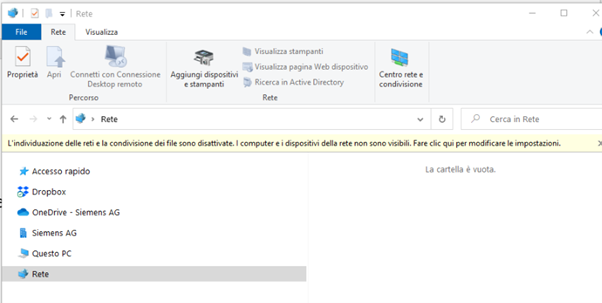 Rete
File
Rete
Visualizza
Proprietà
Apri
Connetti con Connessione
Desktop remoto
Percorso
Aggiungi dispositivi
e stampanti
Visualizza stampanti
Visualizza pagina Web dispositivo
Ricerca in Active Directory
Rete
Centro rete e
condivisione
Rete
Cerca in Rete
L'individuazione delle reti e la condivisione dei file sono disattivate. I computer e i dispositivi della rete non sono visibili. Fare clic qui per modificare le impostazioni.
Accesso rapido
Dropbox
OneDrive - Siemens AG
Siemens AG
Questo PC
Rete
La cartella è vuota.